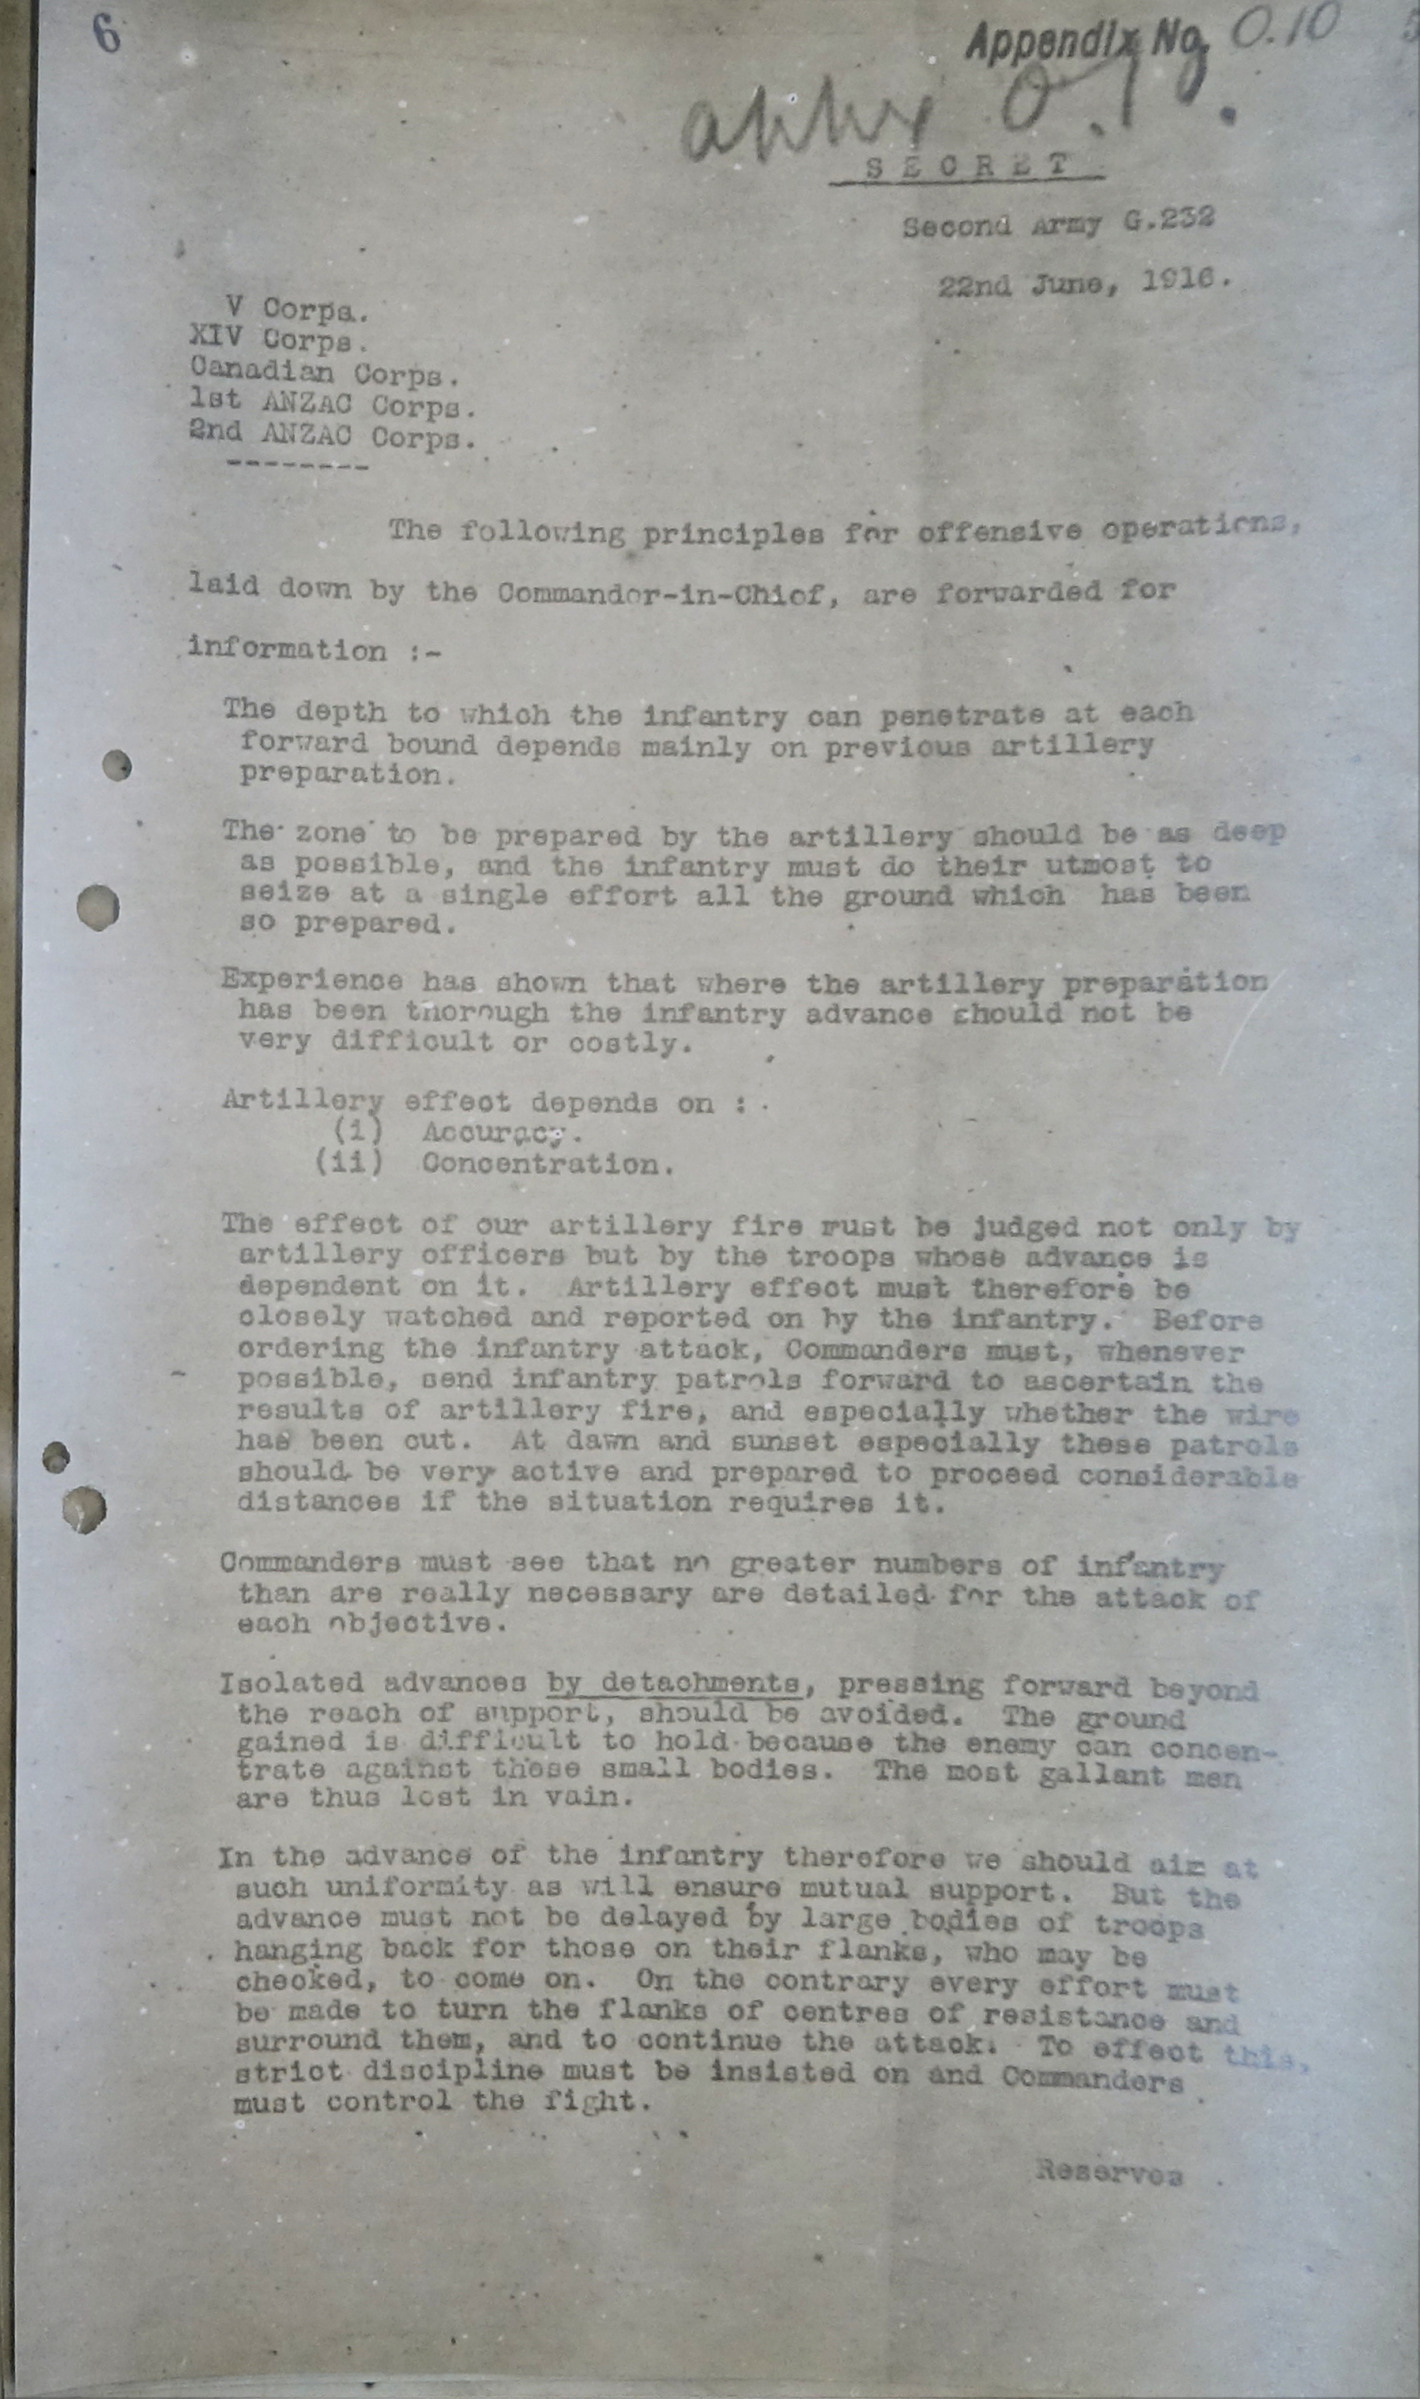 6
Appendix No. O.10
appx O.10.
SECRET
Second Army G.232
22nd June, 1916.
V Corps.
XIV Corps.
Canadian Corps.
1st ANZAC Corps.
2nd ANZAC Corps.
--------
The following principles for offensive operations,
laid down by the Commander-in-Chief, are forwarded for
information :-
The depth to which the infantry can penetrate at each
forward bound depends mainly on previous artillery
preparation.
The zone to be prepared by the artillery should be as deep
as possible, and the infantry must do their utmost to
seize at a single effort all the ground which has been
so prepared.
Experience has shown that where the artillery preparation
has been thorough the infantry advance should not be
very difficult or costly.
Artillery effect depends on :.
(i) Accuracy.
(ii) Concentration.
The effect of our artillery fire must be judged not only by
artillery officers but by the troops whose advance is
dependent on it. Artillery effect must therefore be
closely watched and reported on by the infantry. Before
ordering the infantry attack, Commanders must, whenever
possible, send infantry patrols forward to ascertain the
results of artillery fire, and especially whether the wire
has been cut. At dawn and sunset especially these patrols
should be very active and prepared to proceed considerable
distances if the situation requires it.
Commanders must see that no greater numbers of infantry
than are really necessary are detailed for the attack of
each objective.
Isolated advances by detachments, pressing forward beyond
the reach of support, should be avoided. The ground
gained is difficult to hold because the enemy can concen-
trate against these small bodies. The most gallant men
are thus lost in vain.
In the advance of the infantry therefore we should aim at
such uniformity as will ensure mutual support. But the
advance must not be delayed by large bodies of troops
hanging back for those on their flanks, who may be
checked, to come on. On the contrary every effort must
be made to turn the flanks of centres of resistance and
surround them, and to continue the attack. To effect this,
strict discipline must be insisted on and Commanders
must control the fight.
Reserves